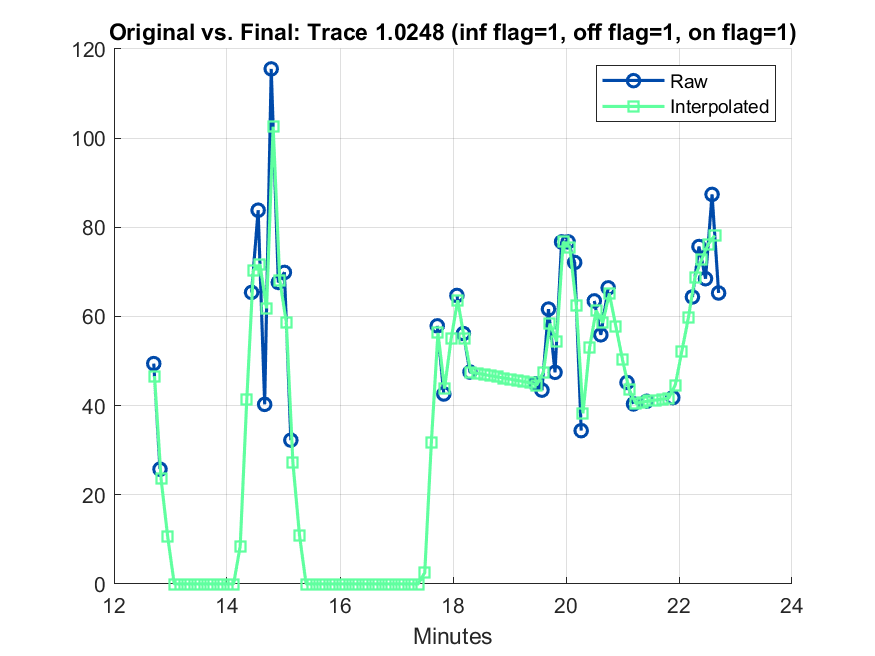 Original vs. Final: Trace 1.0248 (inf flag=1, off flag=1, on flag=1)
120
100
80
60
40
20
0
Raw
Interpolated
12 14 16 18 20 22 24
Minutes